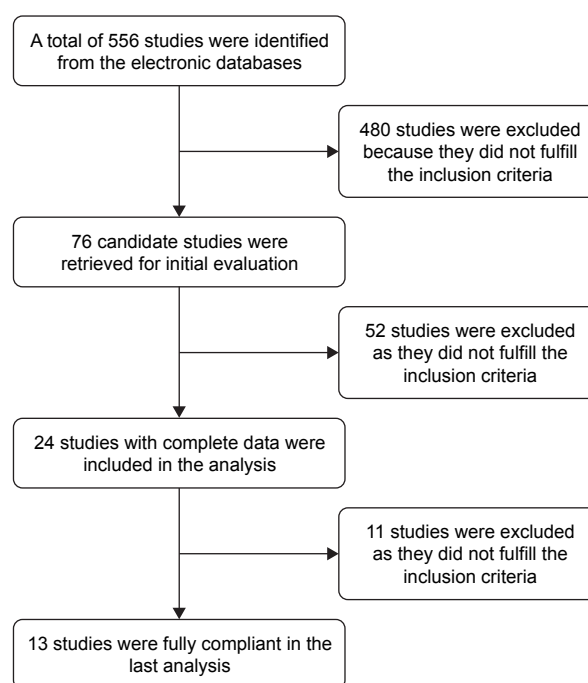 A total of 556 studies were identified
from the electronic databases
480 studies were excluded
because they did not fulfill
the inclusion criteria
76 candidate studies were
retrieved for initial evaluation
52 studies were excluded
as they did not fulfill the
inclusion criteria
24 studies with complete data were
included in the analysis
11 studies were excluded
as they did not fulfill the
inclusion criteria
13 studies were fully compliant in the
last analysis